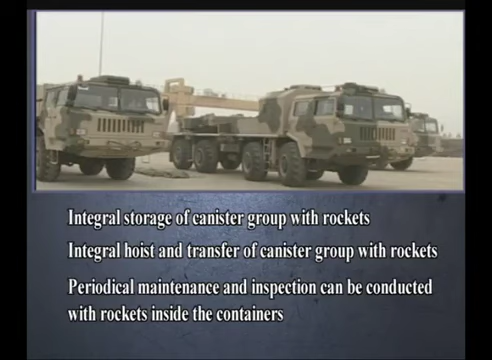 Integral storage of canister group with rockets
Integral hoist and transfer of canister group with rockets
Periodical maintenance and inspection can be conducted
with rockets inside the containers